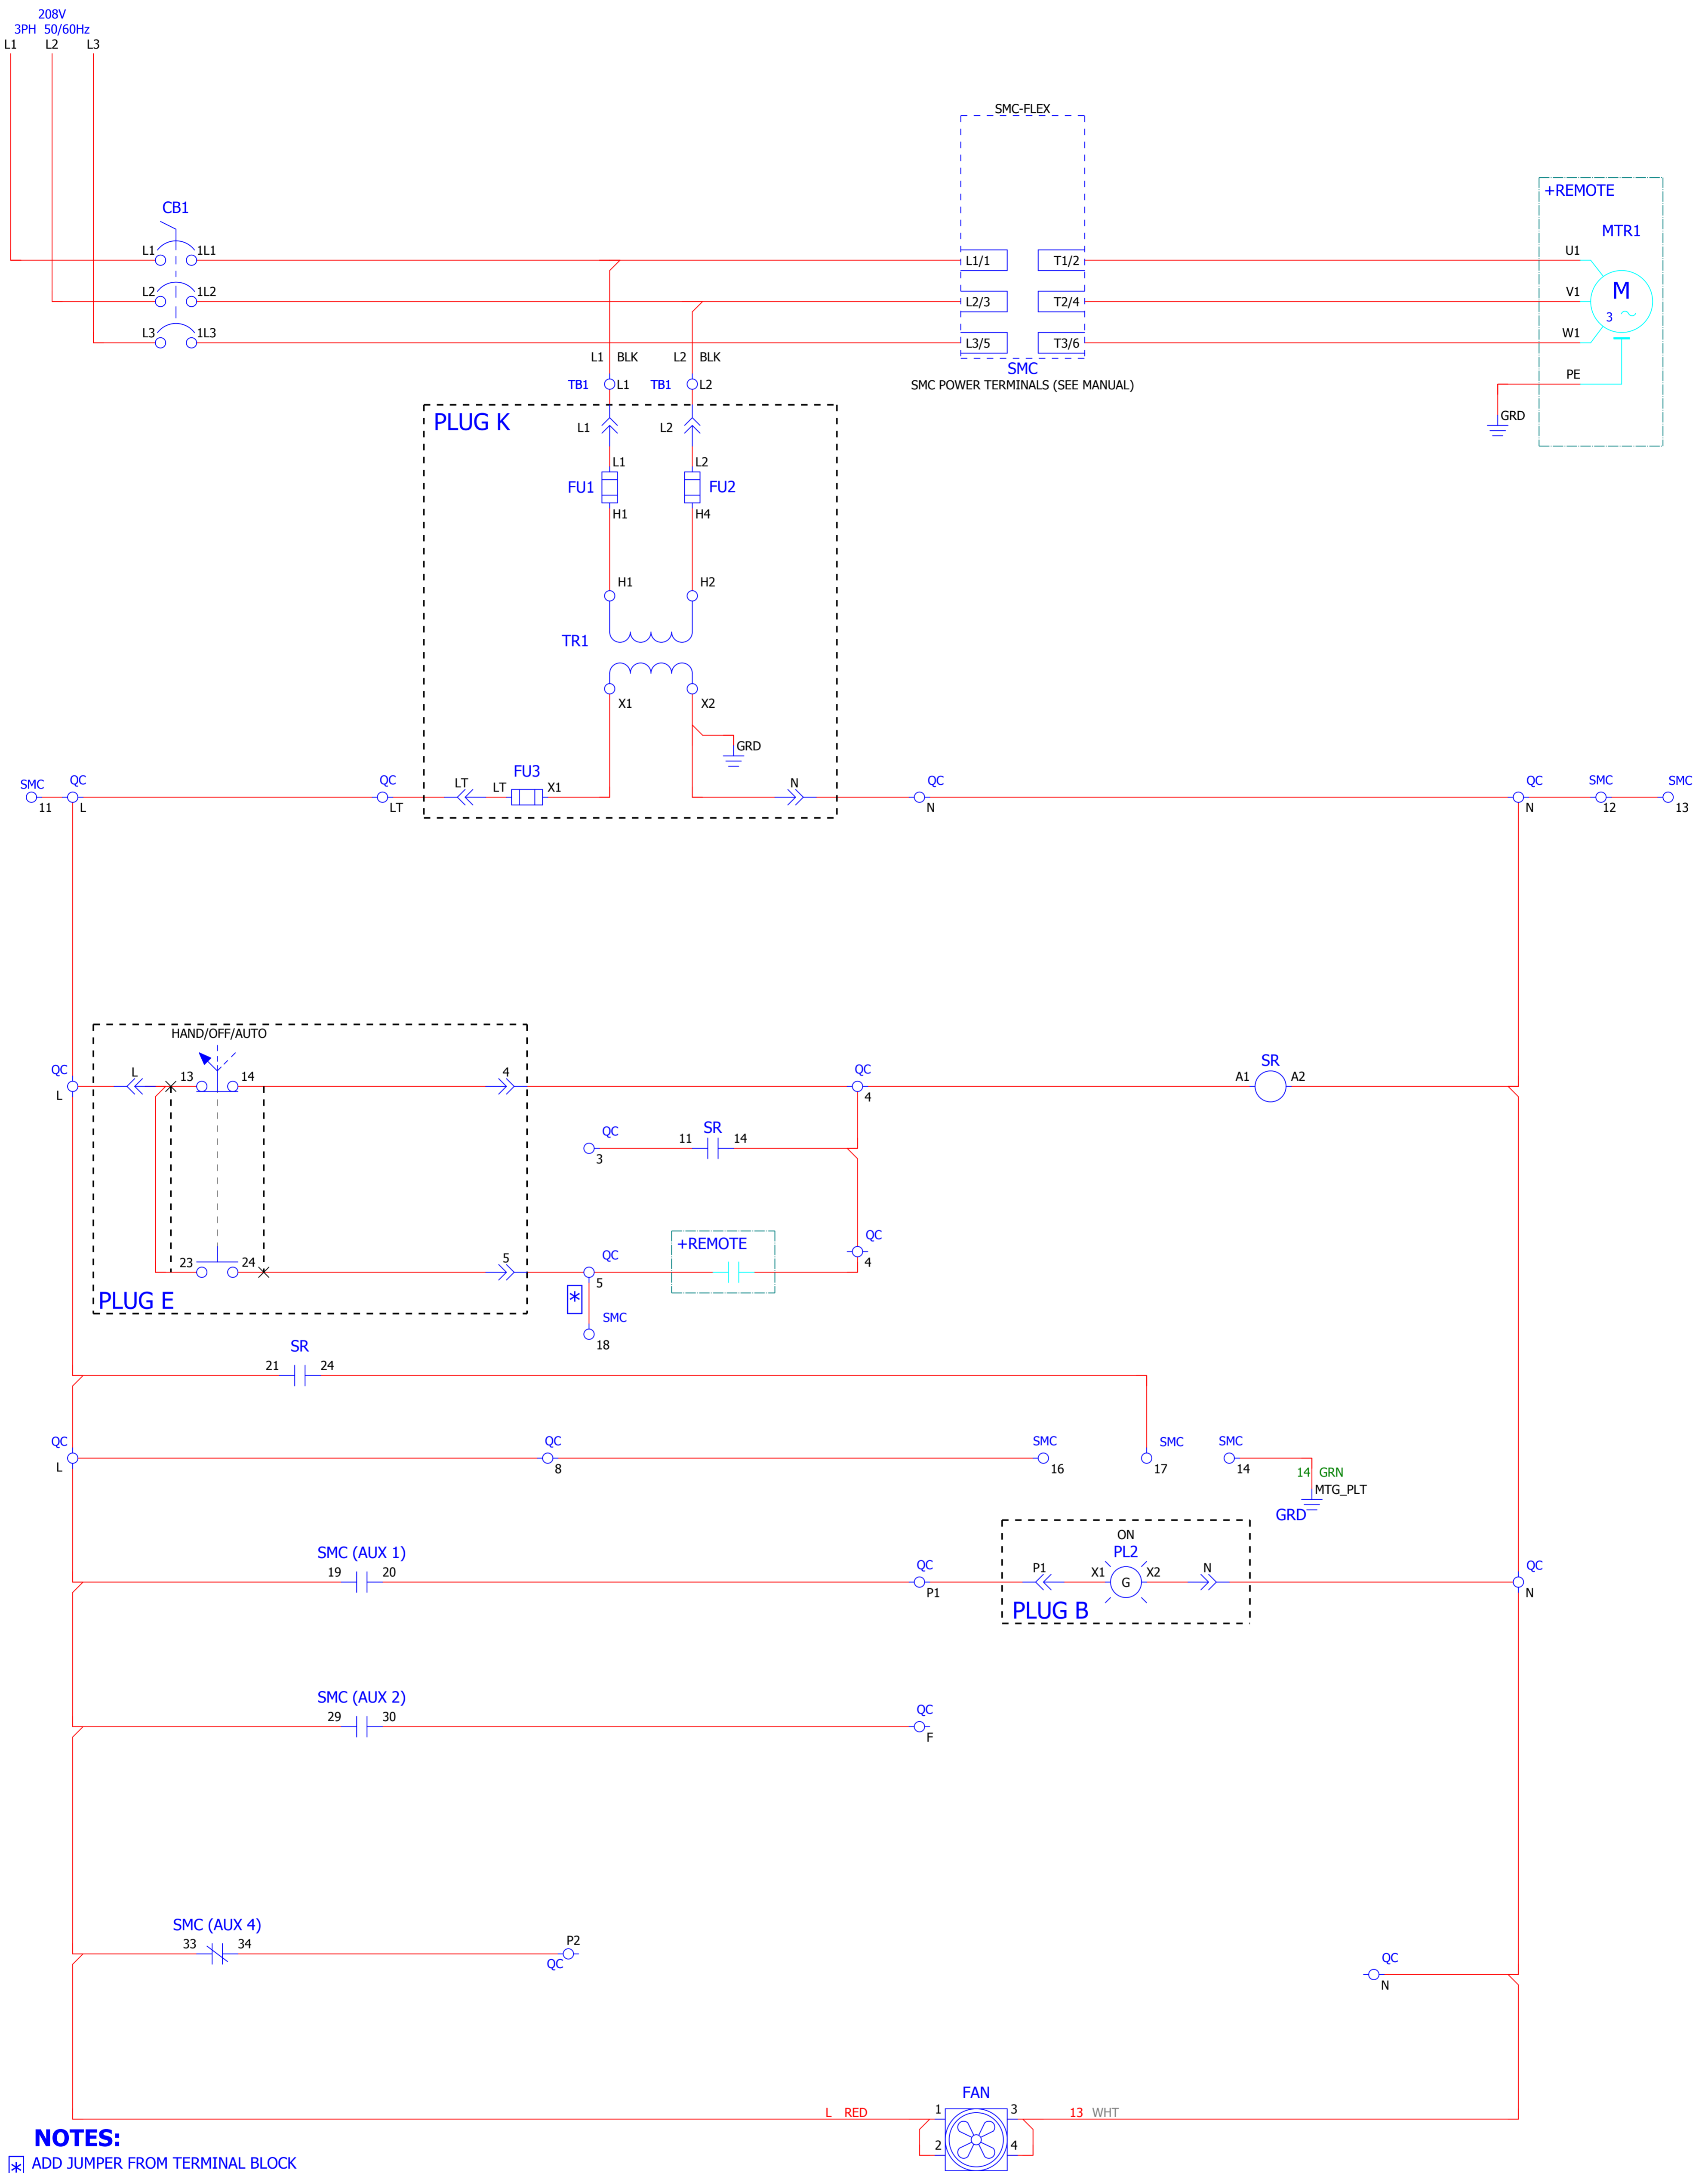 208V
3PH 50/60Hz
L1 L2 L3
SMC-FLEX
+REMOTE
CB1
MTR1
L1 1L1 L1/1 T1/2 U1
L2 1L2 L2/3 T2/4 V1
M
3
L3 1L3 L3/5 T3/6 W1
L1 BLK L2 BLK
SMC
PE
TB1 L1 TB1 L2
SMC POWER TERMINALS (SEE MANUAL)
GRD
PLUG K
L1 L2
L1 L2
FU1 FU2
H1 H4
H1 H2
TR1
X1 X2
GRD
FU3
SMC QC QC LT LT X1 N QC QC SMC SMC
11 L LT N N 12 13
HAND/OFF/AUTO
QC L 13 14 4 QC SR
L 4 A1 A2
QC 11 SR 14
3
+REMOTE QC
23 24 5 QC 4
5
PLUG E
*
SMC
18
SR
21 24
QC QC SMC SMC SMC
L 8 16 17 14
14 GRN
MTG_PLT
GRD
ON
SMC (AUX 1) PL2
19 20 QC P1 X1 G X2 N QC
P1 N
PLUG B
SMC (AUX 2)
29 30 QC
F
SMC (AUX 4)
33 34 P2
QC
QC
N
FAN
L RED 1 3 13 WHT
2 4
NOTES:
* ADD JUMPER FROM TERMINAL BLOCK